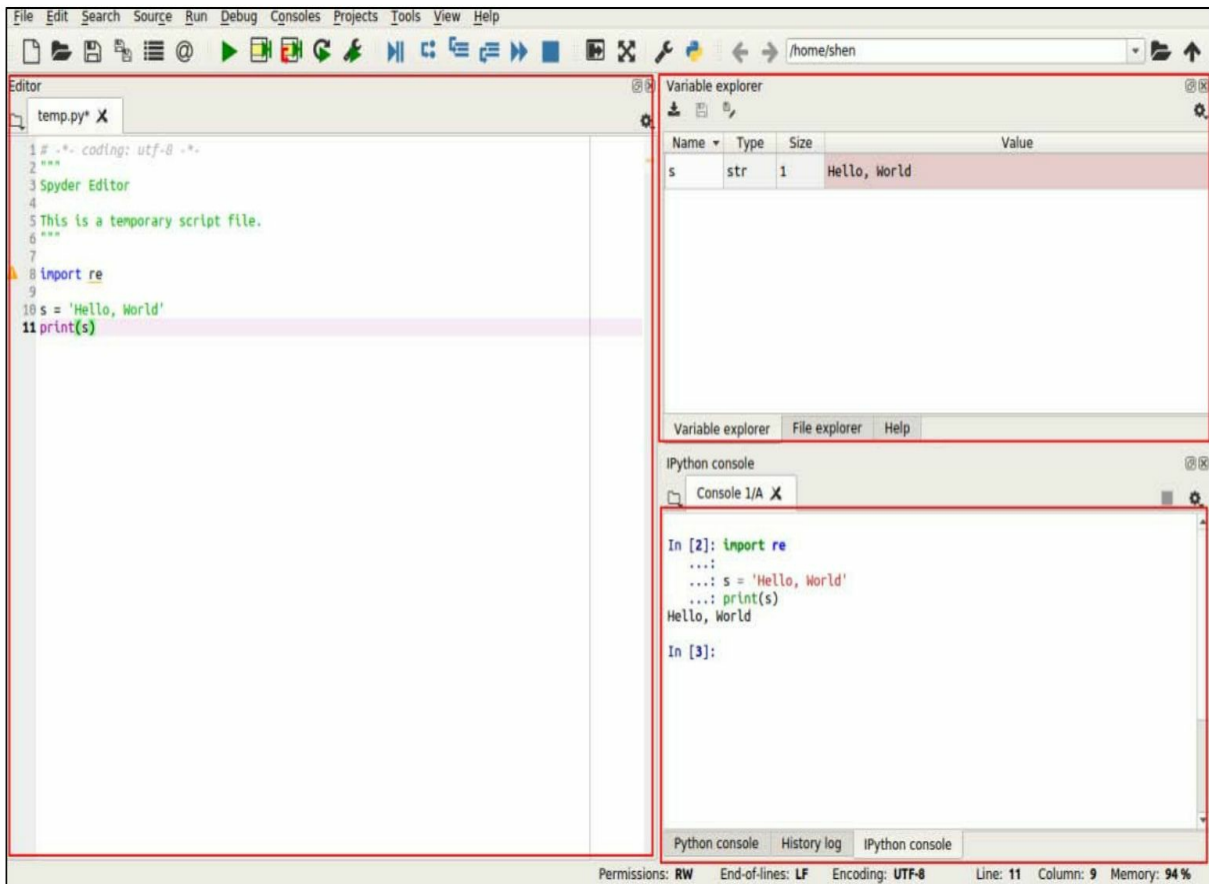 File Edit Search Source Run Debug Consoles Projects Tools View Help
/home/shen
Editor
temp.py*
1 # -*- coding: utf-8 -*-
2 """
3 Spyder Editor
4
5 This is a temporary script file.
6 """
7
8 import re
9
10 s = 'Hello, World'
11 print(s)
Variable explorer
Name Type Size Value
s str 1 Hello, World
Variable explorer File explorer Help
IPython console
Console 1/A
In [2]: import re
...:
...: s = 'Hello, World'
...: print(s)
Hello, World
In [3]:
Python console History log IPython console
Permissions: RW End-of-lines: LF Encoding: UTF-8 Line: 11 Column: 9 Memory: 94 %